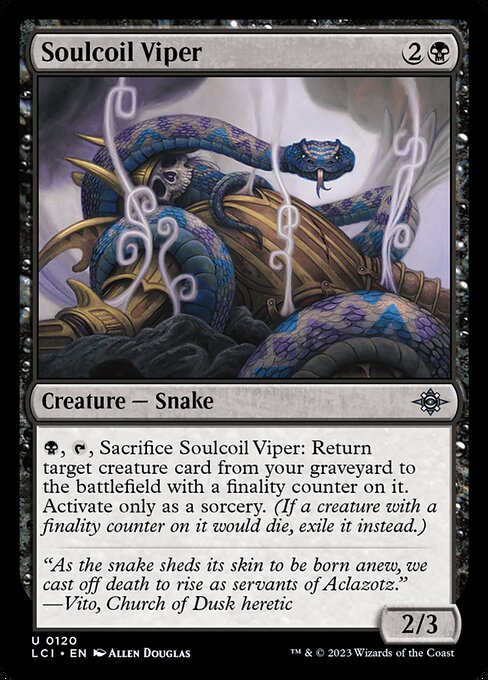 Soulcoil Viper 2
Creature — Snake
, , Sacrifice Soulcoil Viper: Return
target creature card from your graveyard to
the battlefield with a finality counter on it.
Activate only as a sorcery. (If a creature with a
finality counter on it would die, exile it instead.)
“As the snake sheds its skin to be born anew, we
cast off death to rise as servants of Aclazotz.”
—Vito, Church of Dusk heretic
2/3
U 0120
LCI • EN Allen Douglas
™ & © 2023 Wizards of the Coast